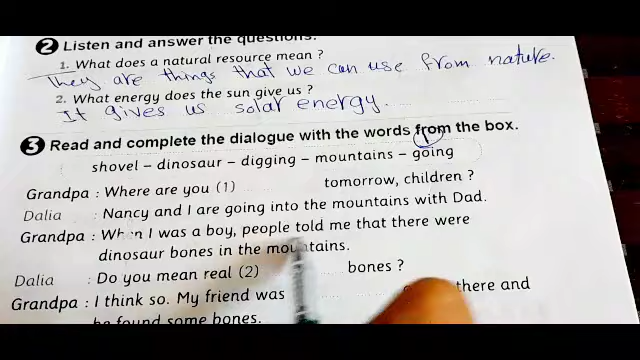 2 Listen and answer the questions.
1. What does a natural resource mean ?
They are things that we can use from nature.
2. What energy does the sun give us ?
It gives us solar energy.
3 Read and complete the dialogue with the words from the box.
1
shovel – dinosaur – digging – mountains – going
Grandpa : Where are you (1) tomorrow, children ?
Dalia : Nancy and I are going into the mountains with Dad.
Grandpa : When I was a boy, people told me that there were
dinosaur bones in the mountains.
Dalia : Do you mean real (2) bones ?
Grandpa : I think so. My friend was there and
he found some bones.